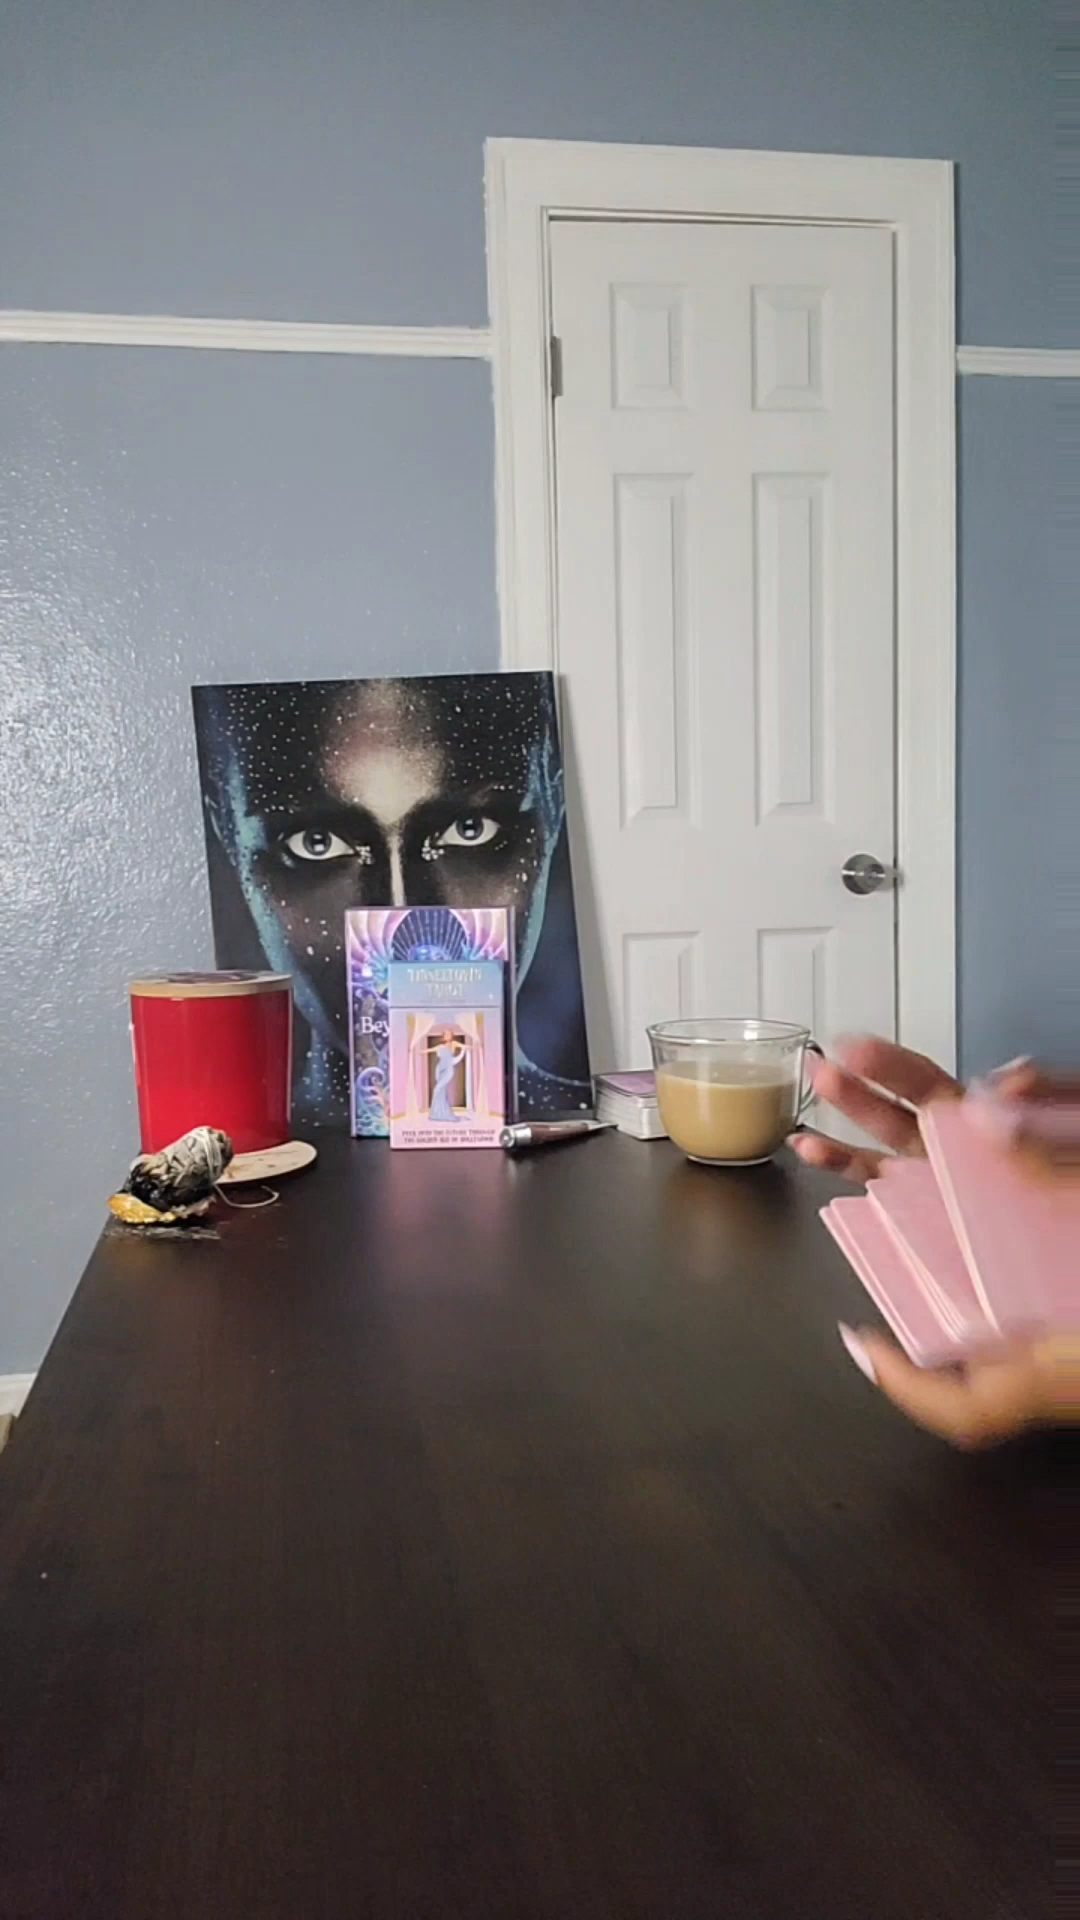 TINSELTOWN
TAROT
Bey
PEEK INTO THE FUTURE THROUGH
THE GOLDEN AGE OF HOLLYWOOD